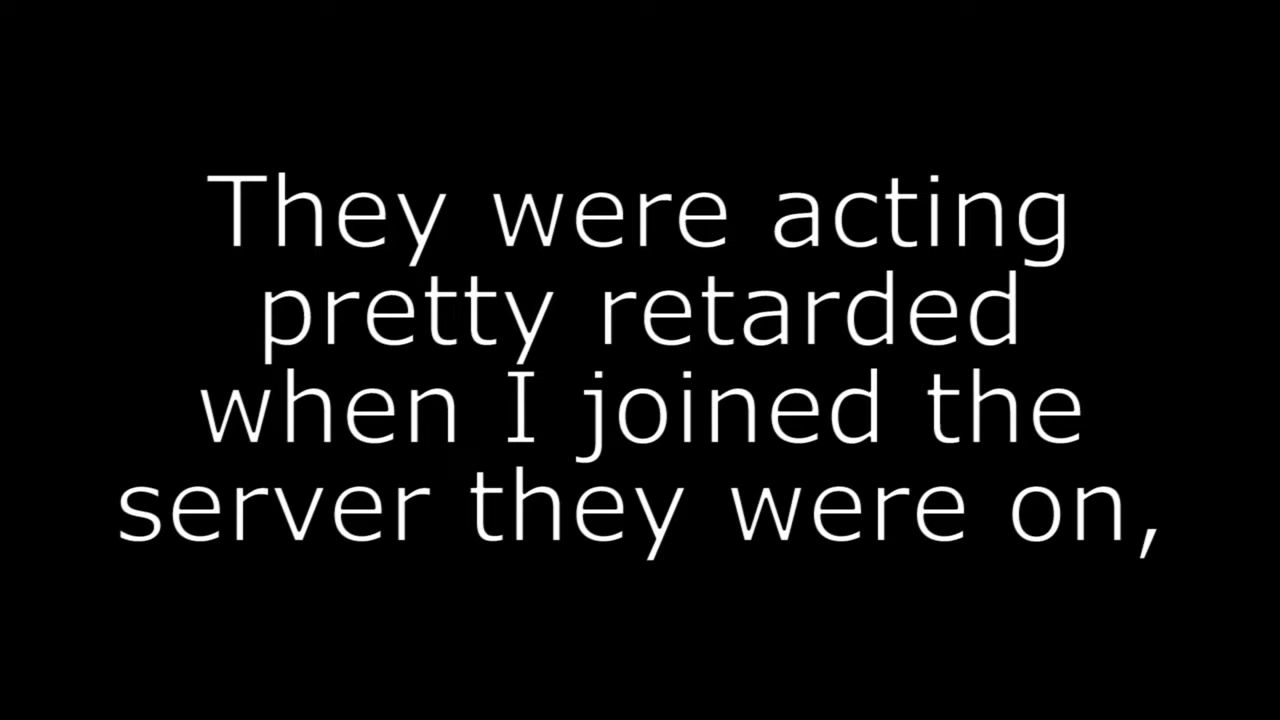 They were acting
pretty retarded
when I joined the
server they were on,